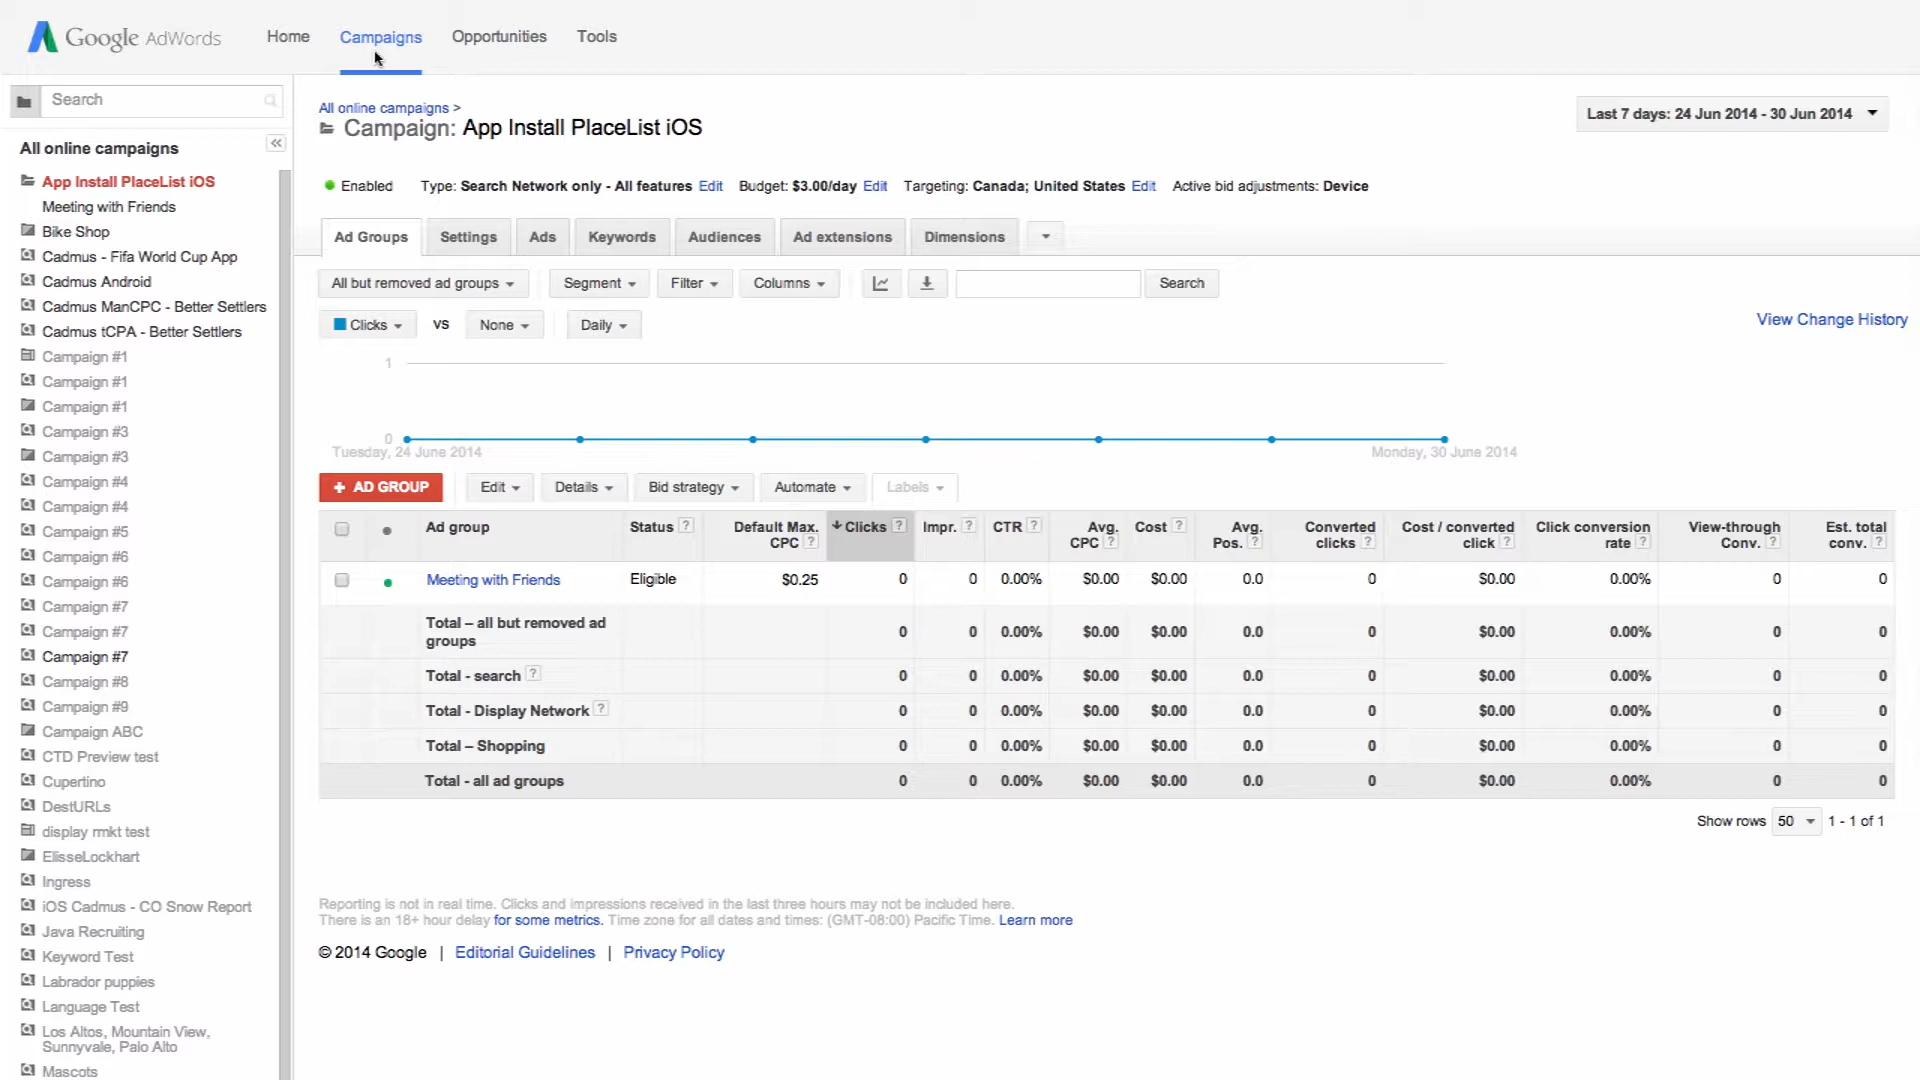 Google AdWords Home Campaigns Opportunities Tools
Search
All online campaigns
App Install PlaceList iOS
Meeting with Friends
Bike Shop
Cadmus - Fifa World Cup App
Cadmus Android
Cadmus ManCPC - Better Settlers
Cadmus tCPA - Better Settlers
Campaign #1
Campaign #1
Campaign #1
Campaign #3
Campaign #3
Campaign #4
Campaign #4
Campaign #5
Campaign #6
Campaign #6
Campaign #7
Campaign #7
Campaign #7
Campaign #8
Campaign #9
Campaign ABC
CTD Preview test
Cupertino
DestURLs
display rmkt test
ElisseLockhart
Ingress
iOS Cadmus - CO Snow Report
Java Recruiting
Keyword Test
Labrador puppies
Language Test
Los Altos, Mountain View,
Sunnyvale, Palo Alto
Mascots
All online campaigns >
Campaign: App Install PlaceList iOS
Last 7 days: 24 Jun 2014 - 30 Jun 2014
Enabled Type: Search Network only - All features Edit Budget: $3.00/day Edit Targeting: Canada; United States Edit Active bid adjustments: Device
Ad Groups Settings Ads Keywords Audiences Ad extensions Dimensions
All but removed ad groups Segment Filter Columns Search
Clicks VS None Daily
View Change History
1
0
Tuesday, 24 June 2014 Monday, 30 June 2014
+ AD GROUP Edit Details Bid strategy Automate Labels
Ad group Status ? Default Max. CPC ? Clicks ? Impr. ? CTR ? Avg. CPC ? Cost ? Avg. Pos. ? Converted clicks ? Cost / converted click ? Click conversion rate ? View-through Conv. ? Est. total conv. ?
Meeting with Friends Eligible $0.25 0 0 0.00% $0.00 $0.00 0.0 0 $0.00 0.00% 0 0
Total – all but removed ad groups 0 0 0.00% $0.00 $0.00 0.0 0 $0.00 0.00% 0 0
Total - search ? 0 0 0.00% $0.00 $0.00 0.0 0 $0.00 0.00% 0 0
Total - Display Network ? 0 0 0.00% $0.00 $0.00 0.0 0 $0.00 0.00% 0 0
Total – Shopping 0 0 0.00% $0.00 $0.00 0.0 0 $0.00 0.00% 0 0
Total - all ad groups 0 0 0.00% $0.00 $0.00 0.0 0 $0.00 0.00% 0 0
Show rows 50 1 - 1 of 1
Reporting is not in real time. Clicks and impressions received in the last three hours may not be included here.
There is an 18+ hour delay for some metrics. Time zone for all dates and times: (GMT-08:00) Pacific Time. Learn more
© 2014 Google | Editorial Guidelines | Privacy Policy